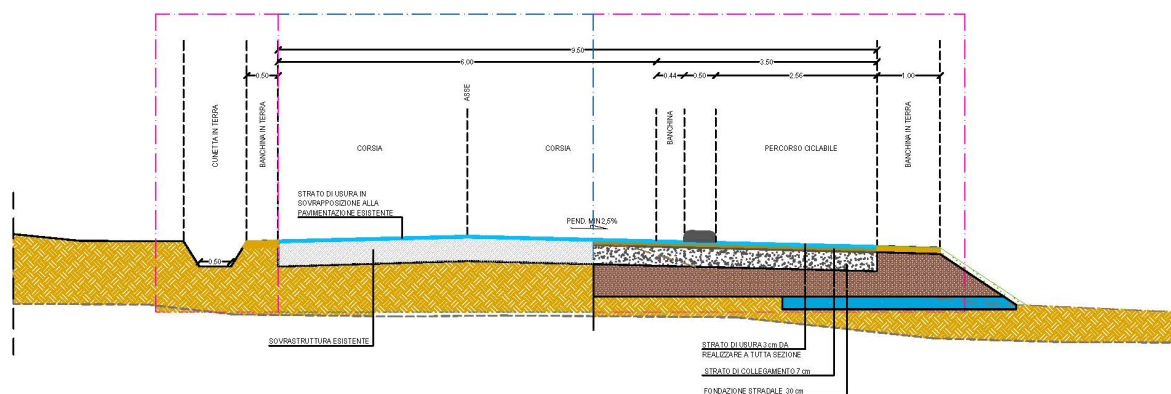 9.50
6.00
3.50
0.50
0.44
0.50
2.56
1.00
CUNETTA IN TERRA
BANCHINA IN TERRA
ASSE
BANCHINA
BANCHINA IN TERRA
CORSIA
CORSIA
PERCORSO CICLABILE
STRATO DI USURA IN
SOVRAPPOSIZIONE ALLA
PAVIMENTAZIONE ESISTENTE
PEND. MIN 2,5%
0.50
SOVRASTRUTTURA ESISTENTE
STRATO DI USURA 3 cm DA
REALIZZARE A TUTTA SEZIONE
STRATO DI COLLEGAMENTO 7 cm
FONDAZIONE STRADALE 30 cm